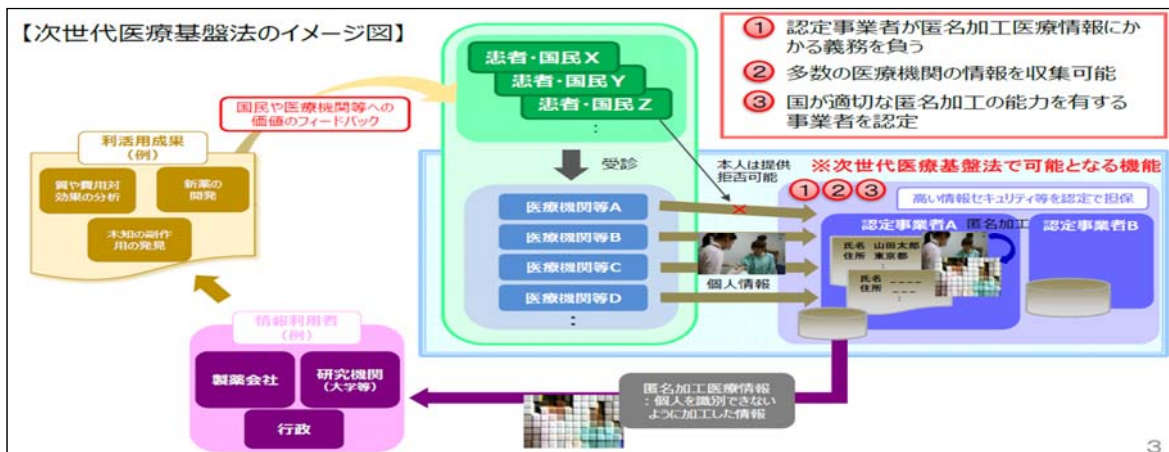 【次世代医療基盤法のイメージ図】
① 認定事業者が匿名加工医療情報にか
かる義務を負う
② 多数の医療機関の情報を収集可能
③ 国が適切な匿名加工の能力を有する
事業者を認定
患者・国民X
患者・国民Y
患者・国民Z
:
国民や医療機関等への
価値のフィードバック
利活用成果
(例)
質や費用対
効果の分析
新薬の
開発
未知の副作
用の発見
受診
本人は提供
拒否可能
※次世代医療基盤法で可能となる機能
① ② ③
高い情報セキュリティ等を認定で担保
医療機関等A
医療機関等B
医療機関等C
医療機関等D
:
個人情報
認定事業者A
匿名加工
認定事業者B
氏名 山田太郎
住所 東京都
:
氏名 _ _ _ _
住所 _ _ _
:
情報利用者
(例)
製薬会社
研究機関
(大学等)
行政
匿名加工医療情報
:個人を識別できない
ように加工した情報
3